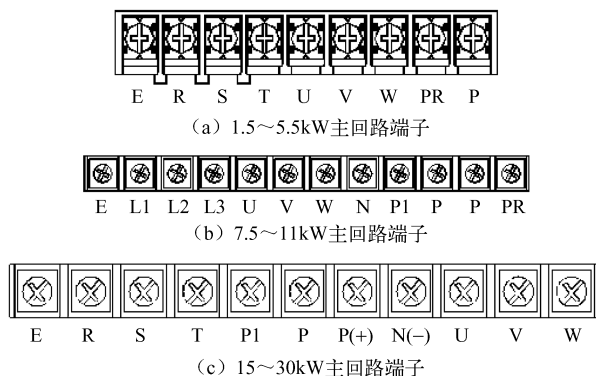 E R S T U V W PR P
（a）1.5～5.5kW主回路端子
E L1 L2 L3 U V W N P1 P P PR
（b）7.5～11kW主回路端子
E R S T P1 P P(+) N(−) U V W
（c）15～30kW主回路端子